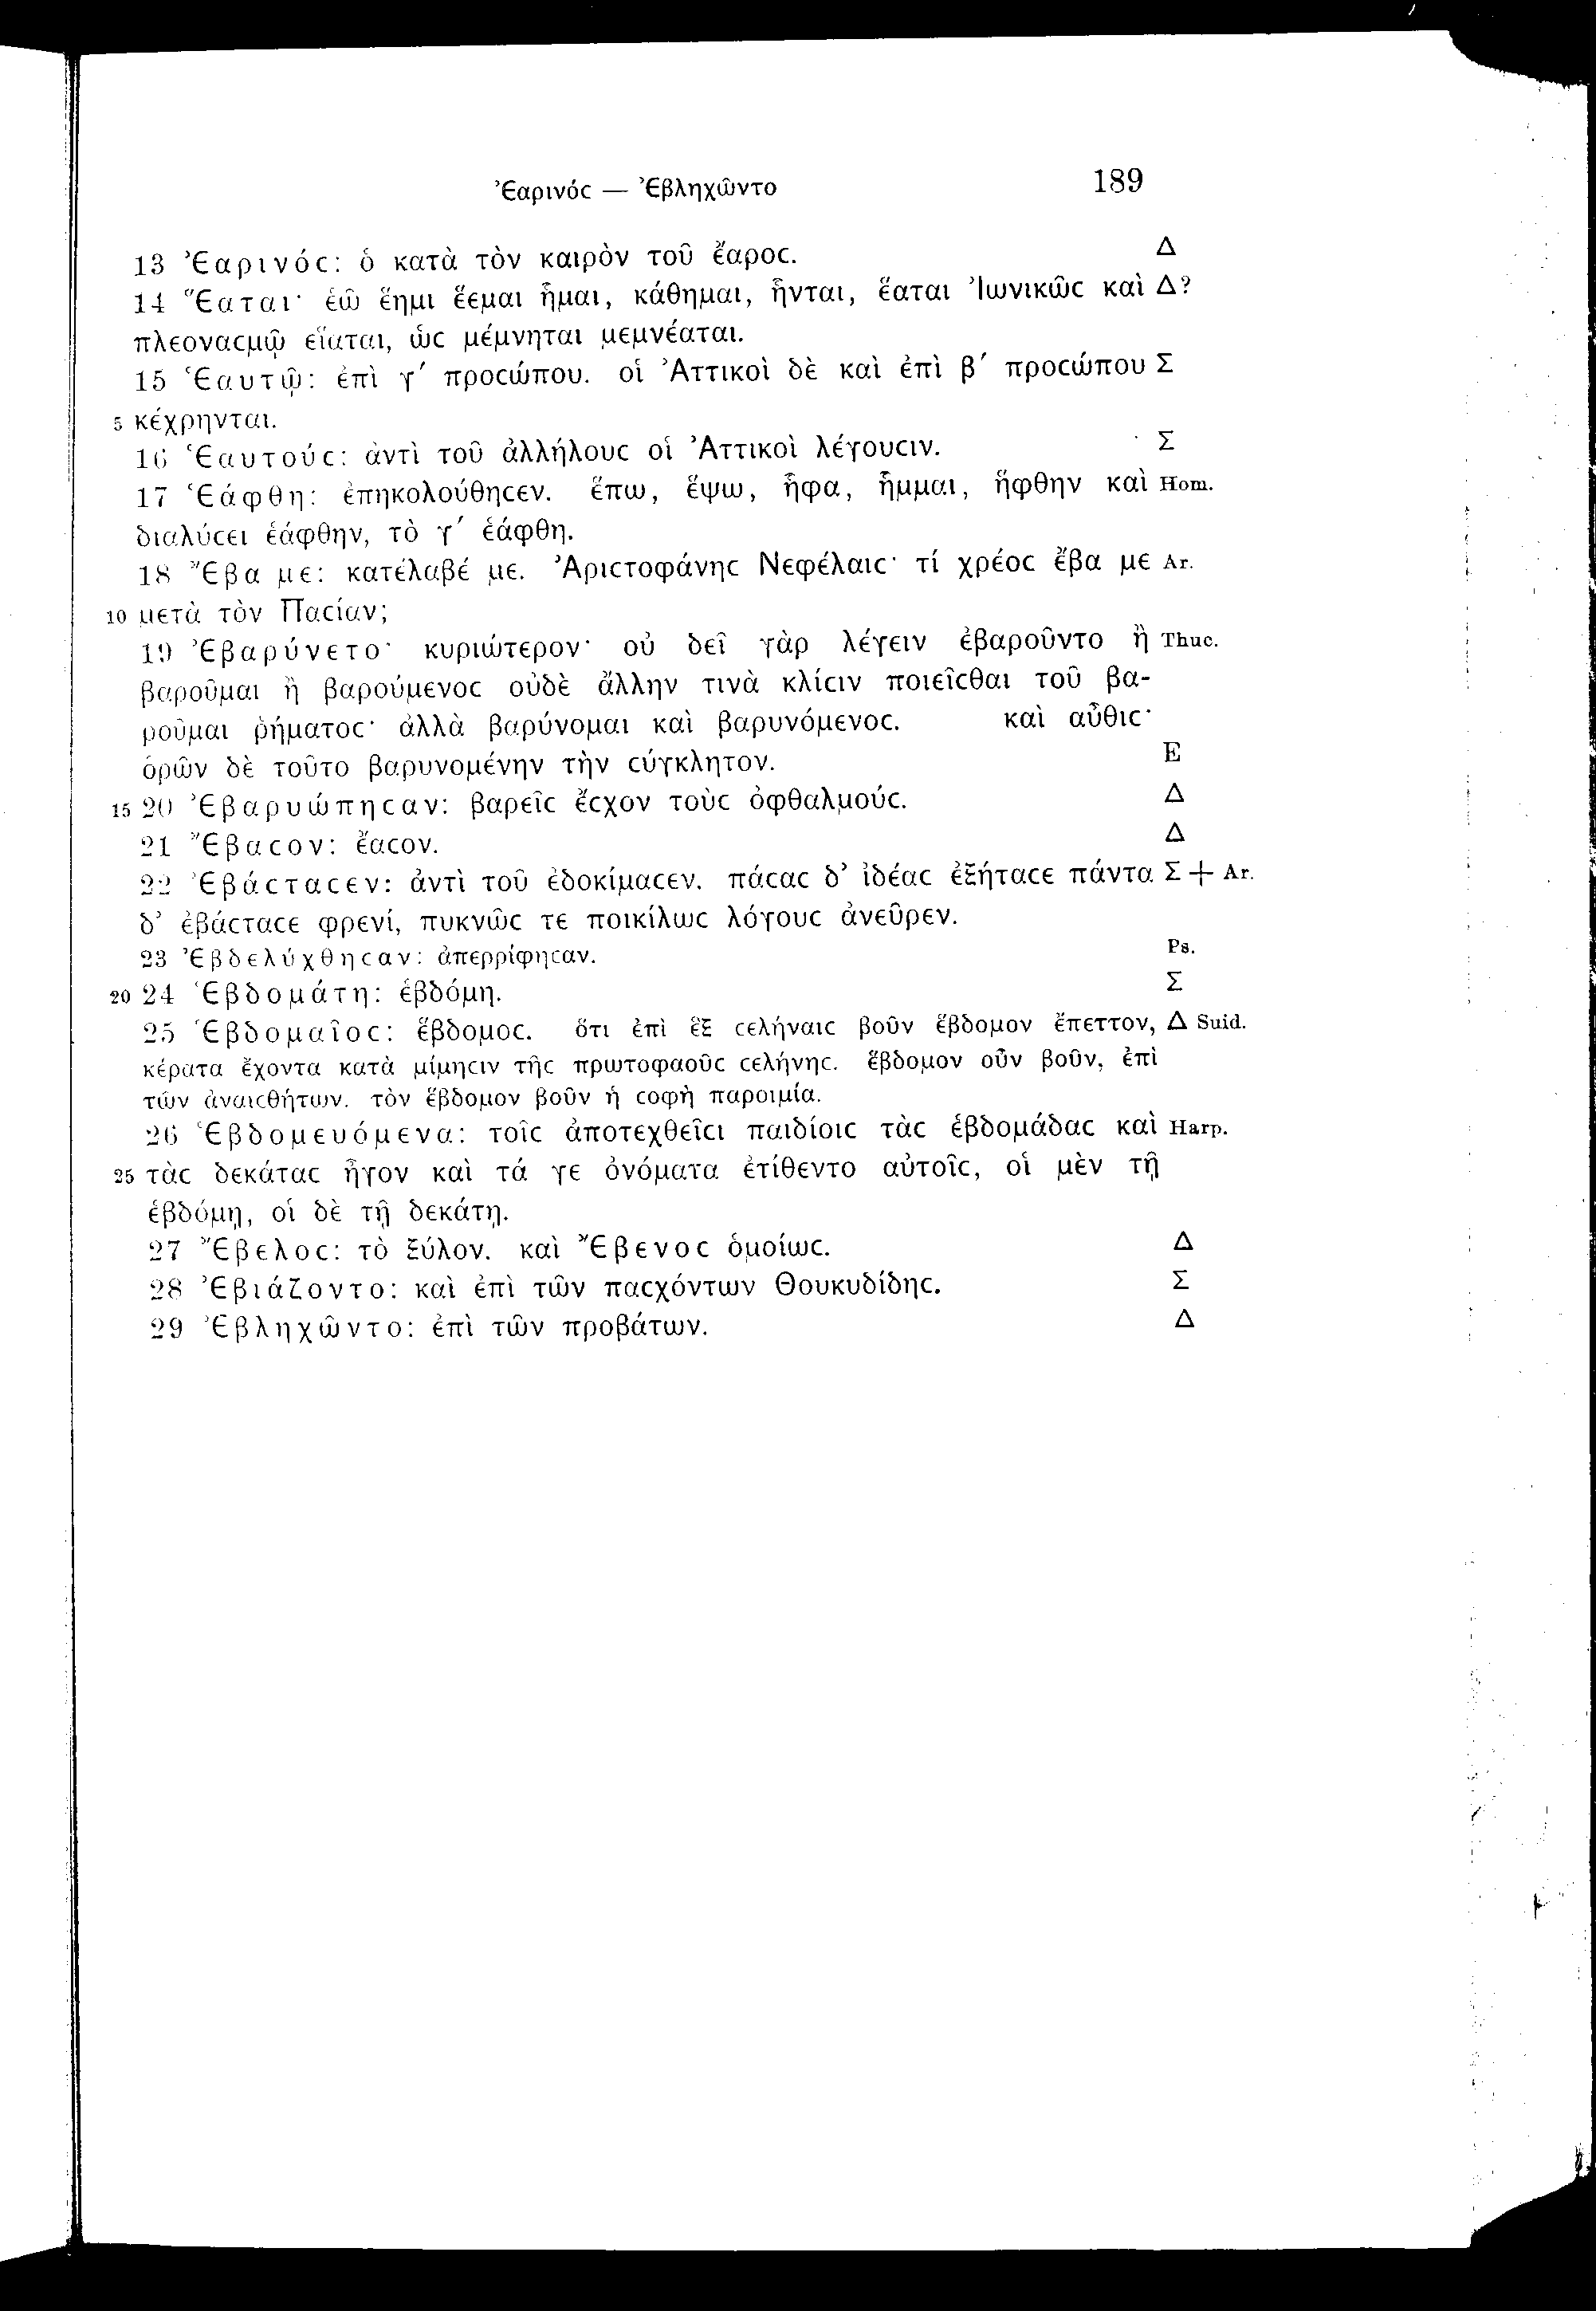 Ἐαρινόϲ — Ἐβληχῶντο 189
13 Ἐαρινόϲ: ὁ κατὰ τὸν καιρὸν τοῦ ἔαροϲ. Δ
14 Ἕαται· ἑῶ ἕημι ἕεμαι ἧμαι, κάθημαι, ἧνται, ἕαται Ἰωνικῶϲ καὶ Δ?
πλεοναϲμῷ εἵαται, ὡϲ μέμνηται μεμνέαται.
15 Ἑαυτῷ: ἐπὶ γʹ προϲώπου. οἱ Ἀττικοὶ δὲ καὶ ἐπὶ βʹ προϲώπου Σ
5 κέχρηνται.
16 Ἑαυτούϲ: ἀντὶ τοῦ ἀλλήλουϲ οἱ Ἀττικοὶ λέγουϲιν. Σ
17 Ἑάφθη: ἐπηκολούθηϲεν. ἕπω, ἕψω, ἧφα, ἧμμαι, ἥφθην καὶ Hom.
διαλύϲει ἑάφθην, τὸ γʹ ἑάφθη.
18 Ἔβα με: κατέλαβέ με. Ἀριϲτοφάνηϲ Νεφέλαιϲ· τί χρέοϲ ἔβα με Ar.
10 μετὰ τὸν Παϲίαν;
19 Ἐβαρύνετο· κυριώτερον· οὐ δεῖ γὰρ λέγειν ἐβαροῦντο ἢ Thuc.
βαροῦμαι ἢ βαρούμενοϲ οὐδὲ ἄλλην τινὰ κλίϲιν ποιεῖϲθαι τοῦ βα-
ροῦμαι ῥήματοϲ· ἀλλὰ βαρύνομαι καὶ βαρυνόμενοϲ. καὶ αὖθιϲ·
ὁρῶν δὲ τοῦτο βαρυνομένην τὴν ϲύγκλητον. E
15 20 Ἐβαρυώπηϲαν: βαρεῖϲ ἔϲχον τοὺϲ ὀφθαλμούϲ. Δ
21 Ἔβαϲον: ἔαϲον. Δ
22 Ἐβάϲταϲεν: ἀντὶ τοῦ ἐδοκίμαϲεν. πάϲαϲ δ’ ἰδέαϲ ἐξήταϲε πάντα Σ + Ar.
δ’ ἐβάϲταϲε φρενί, πυκνῶϲ τε ποικίλωϲ λόγουϲ ἀνεῦρεν.
23 Ἐβδελύχθηϲαν: ἀπερρίφηϲαν. Ps.
20 24 Ἑβδομάτη: ἑβδόμη. Σ
25 Ἑβδομαῖοϲ: ἕβδομοϲ. ὅτι ἐπὶ ἓξ ϲελήναιϲ βοῦν ἕβδομον ἔπεττον, Δ Suid.
κέρατα ἔχοντα κατὰ μίμηϲιν τῆϲ πρωτοφαοῦϲ ϲελήνηϲ. ἕβδομον οὖν βοῦν, ἐπὶ
τῶν ἀναιϲθήτων. τὸν ἕβδομον βοῦν ἡ ϲοφὴ παροιμία.
26 Ἑβδομευόμενα: τοῖϲ ἀποτεχθεῖϲι παιδίοιϲ τὰϲ ἑβδομάδαϲ καὶ Harp.
25 τὰϲ δεκάταϲ ἦγον καὶ τά γε ὀνόματα ἐτίθεντο αὐτοῖϲ, οἱ μὲν τῇ
ἑβδόμῃ, οἱ δὲ τῇ δεκάτῃ.
27 Ἔβελοϲ: τὸ ξύλον. καὶ Ἔβενοϲ ὁμοίωϲ. Δ
28 Ἐβιάζοντο: καὶ ἐπὶ τῶν παϲχόντων Θουκυδίδηϲ. Σ
29 Ἐβληχῶντο: ἐπὶ τῶν προβάτων. Δ